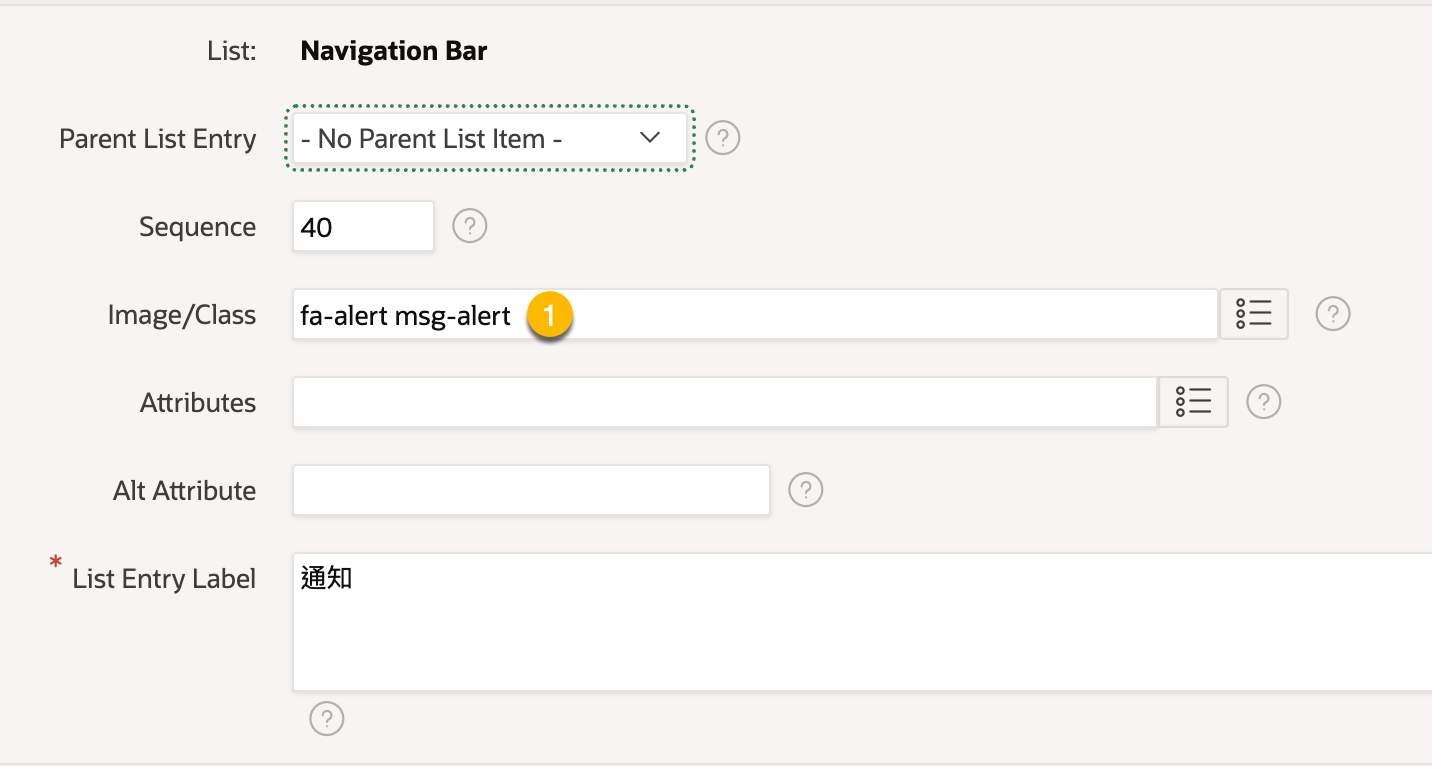 List: Navigation Bar
Parent List Entry - No Parent List Item - ?
Sequence 40 ?
Image/Class fa-alert msg-alert 1 ?
Attributes ?
Alt Attribute ?
* List Entry Label 通知
?